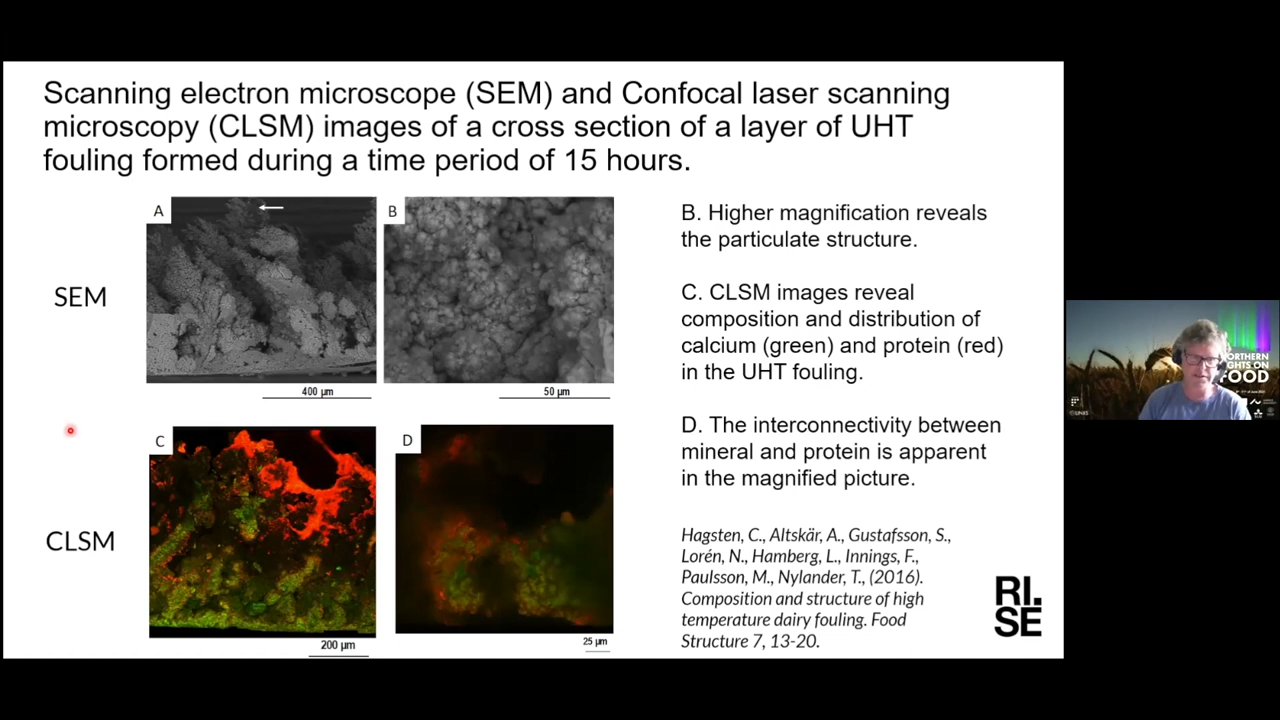 Scanning electron microscope (SEM) and Confocal laser scanning
microscopy (CLSM) images of a cross section of a layer of UHT
fouling formed during a time period of 15 hours.
A
B
SEM
400 µm
50 µm
C
D
CLSM
200 µm
25 µm
B. Higher magnification reveals
the particulate structure.
C. CLSM images reveal
composition and distribution of
calcium (green) and protein (red)
in the UHT fouling.
D. The interconnectivity between
mineral and protein is apparent
in the magnified picture.
Hagsten, C., Altskär, A., Gustafsson, S.,
Lorén, N., Hamberg, L., Innings, F.,
Paulsson, M., Nylander, T., (2016).
Composition and structure of high
temperature dairy fouling. Food
Structure 7, 13-20.
RI.
SE
ORTHERN
GHTS ON
FOOD